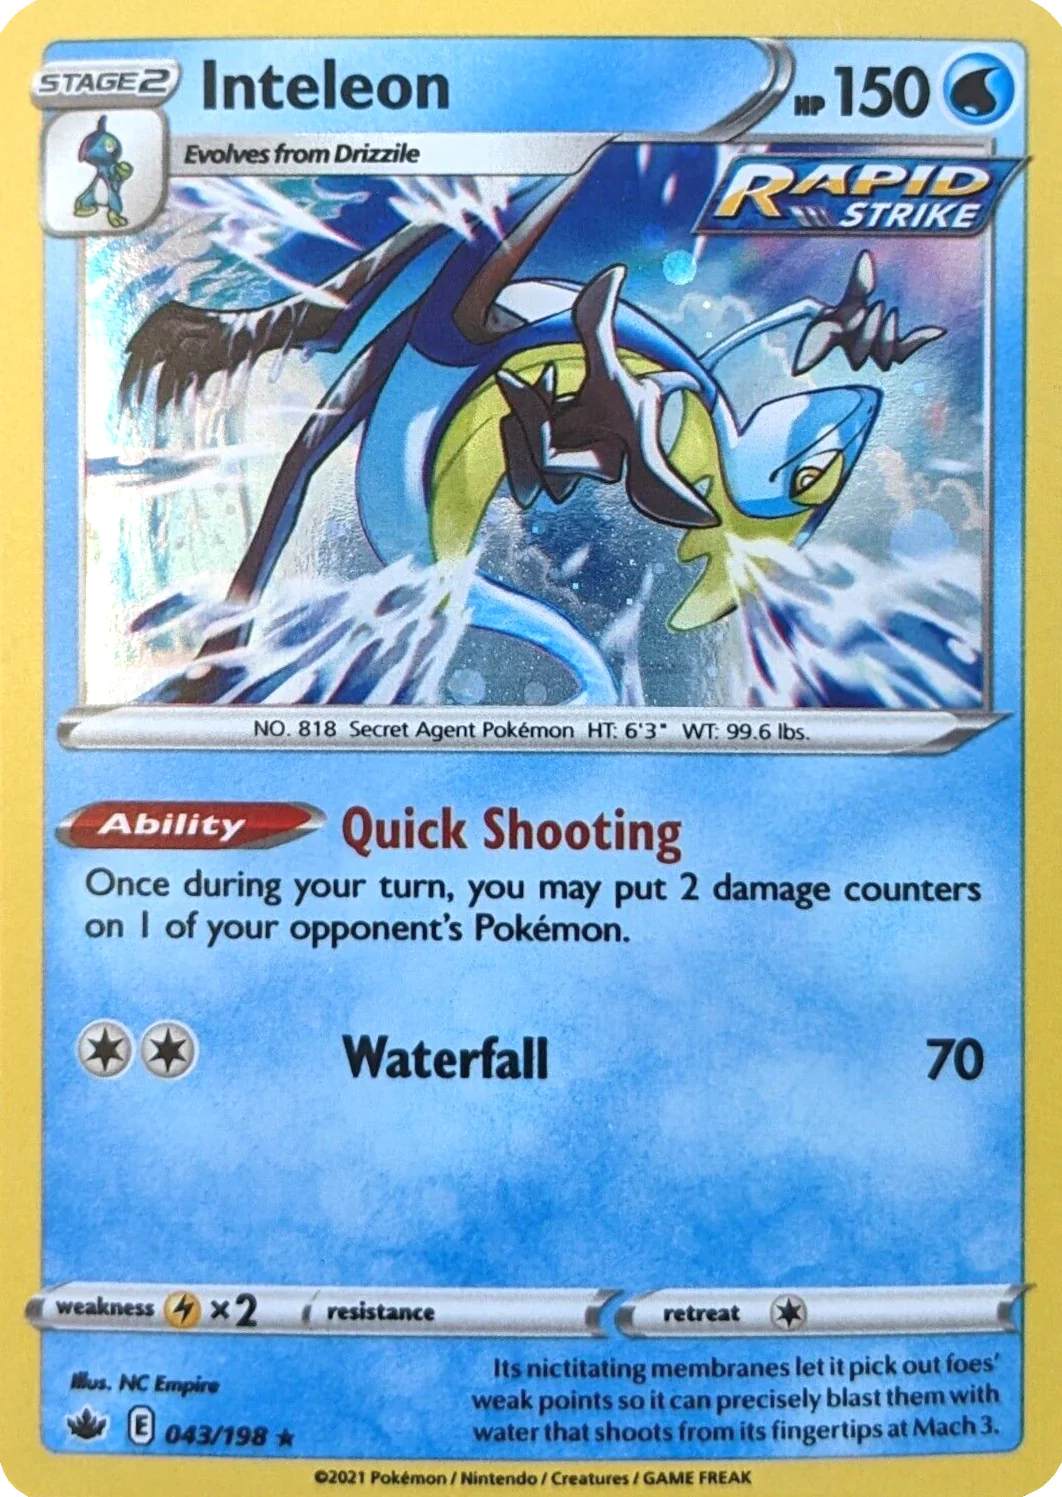 STAGE2 Inteleon HP 150
Evolves from Drizzile
RAPID
STRIKE
NO. 818 Secret Agent Pokémon HT: 6'3" WT: 99.6 lbs.
Ability Quick Shooting
Once during your turn, you may put 2 damage counters
on 1 of your opponent's Pokémon.
Waterfall 70
weakness ×2 resistance retreat
Illus. NC Empire
Its nictitating membranes let it pick out foes'
weak points so it can precisely blast them with
water that shoots from its fingertips at Mach 3.
E 043/198 ★
©2021 Pokémon / Nintendo / Creatures / GAME FREAK